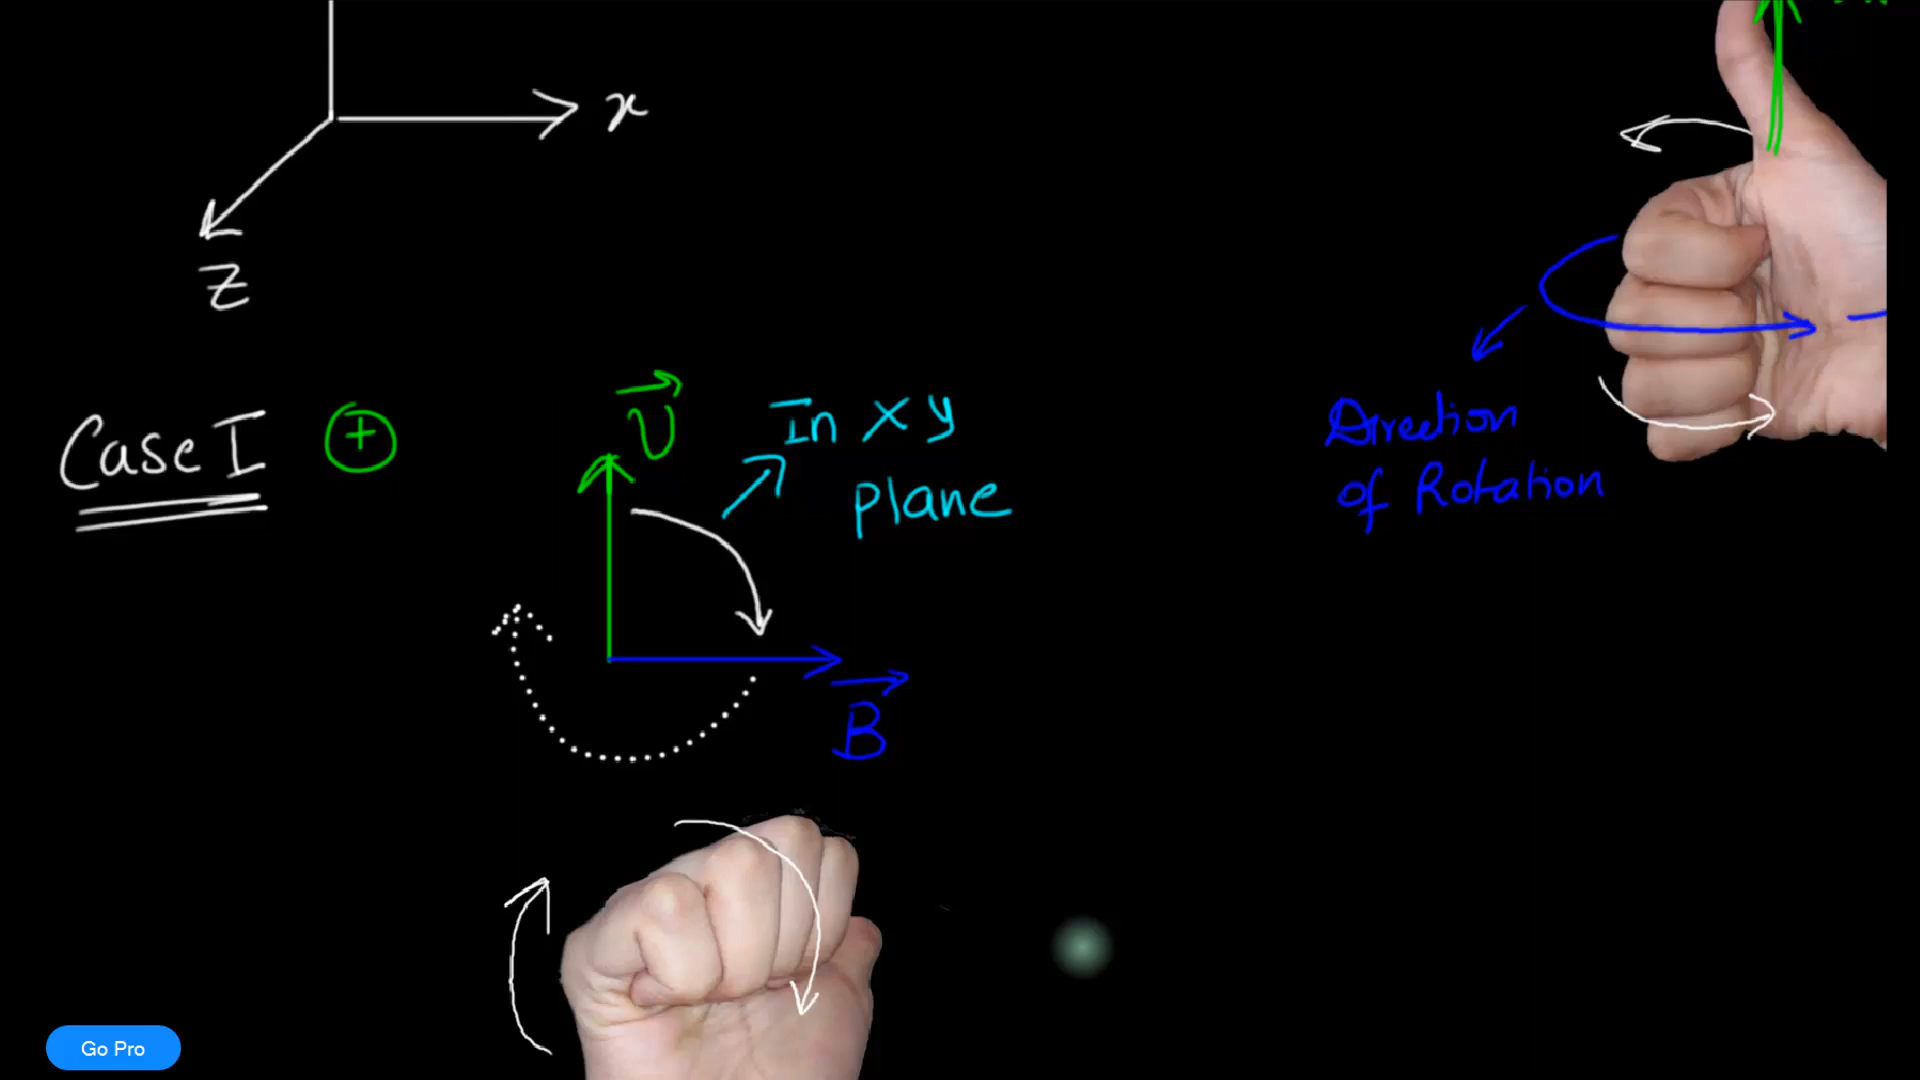 x
Z
Case I +
V
In xy
plane
B
Direction
of Rotation
Go Pro